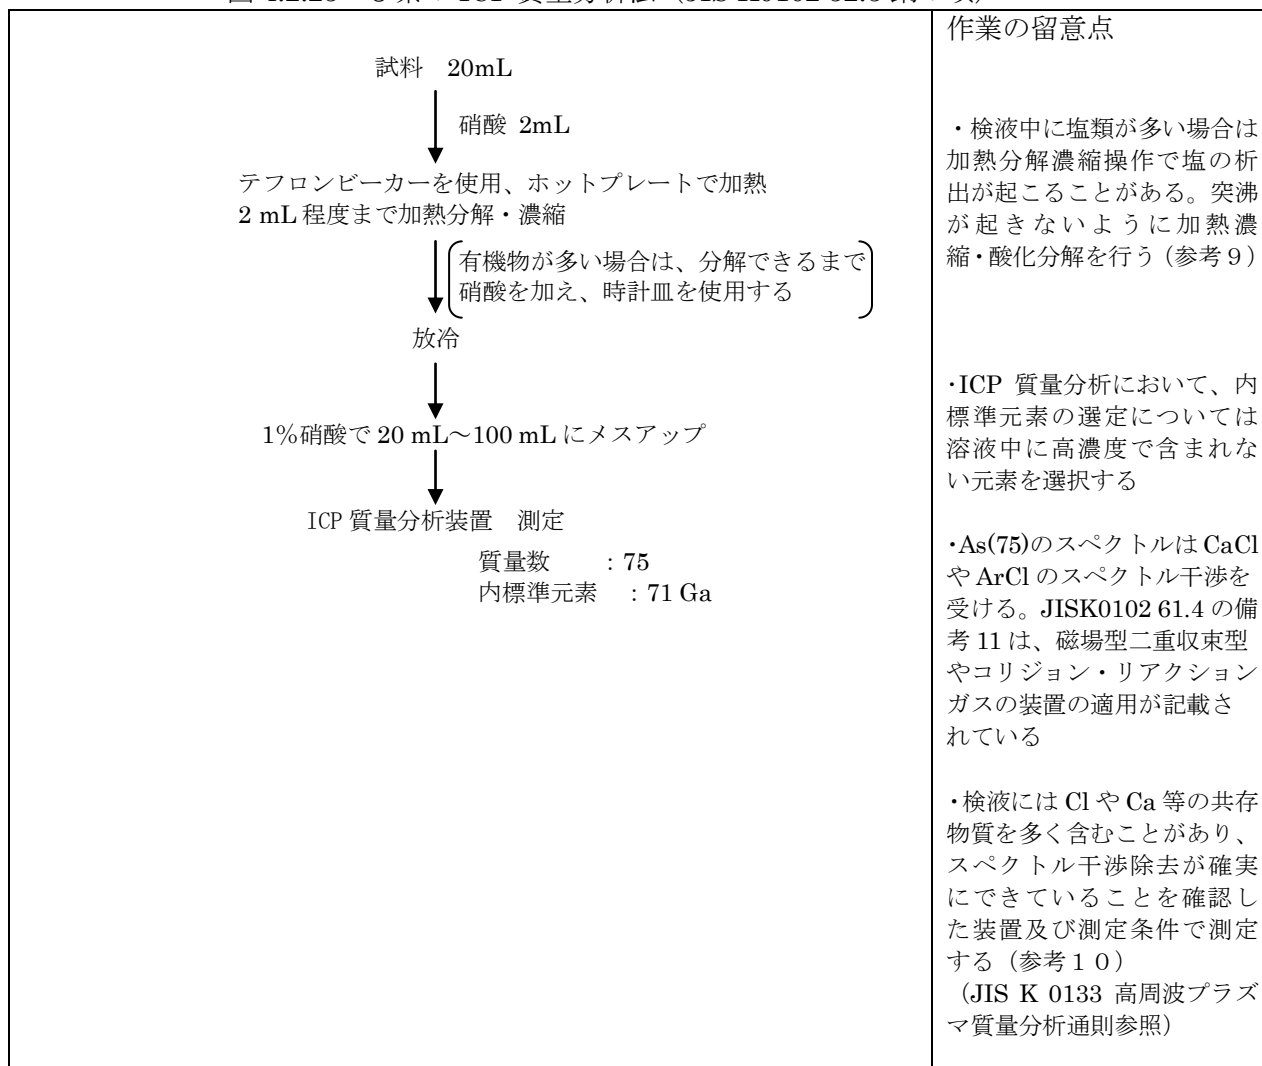 作業の留意点
試料　20mL
硝酸 2mL
テフロンビーカーを使用、ホットプレートで加熱
2 mL 程度まで加熱分解・濃縮
有機物が多い場合は、分解できるまで
硝酸を加え、時計皿を使用する
放冷
1%硝酸で 20 mL～100 mL にメスアップ
ICP 質量分析装置　測定
質量数　　：75
内標準元素　：71 Ga
・検液中に塩類が多い場合は
加熱分解濃縮操作で塩の析
出が起こることがある。突沸
が起きないように加熱濃
縮・酸化分解を行う（参考９）
・ICP 質量分析において、内
標準元素の選定については
溶液中に高濃度で含まれな
い元素を選択する
・As(75)のスペクトルは CaCl
や ArCl のスペクトル干渉を
受ける。JISK0102 61.4 の備
考 11 は、磁場型二重収束型
やコリジョン・リアクション
ガスの装置の適用が記載さ
れている
・検液には Cl や Ca 等の共存
物質を多く含むことがあり、
スペクトル干渉除去が確実
にできていることを確認し
た装置及び測定条件で測定
する（参考１０）
（JIS K 0133 高周波プラズ
マ質量分析通則参照）